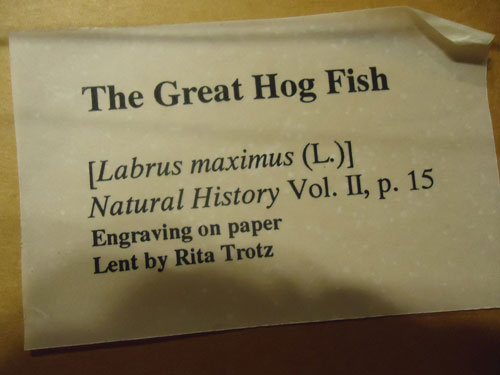 The Great Hog Fish
[Labrus maximus (L.)]
Natural History Vol. II, p. 15
Engraving on paper
Lent by Rita Trotz